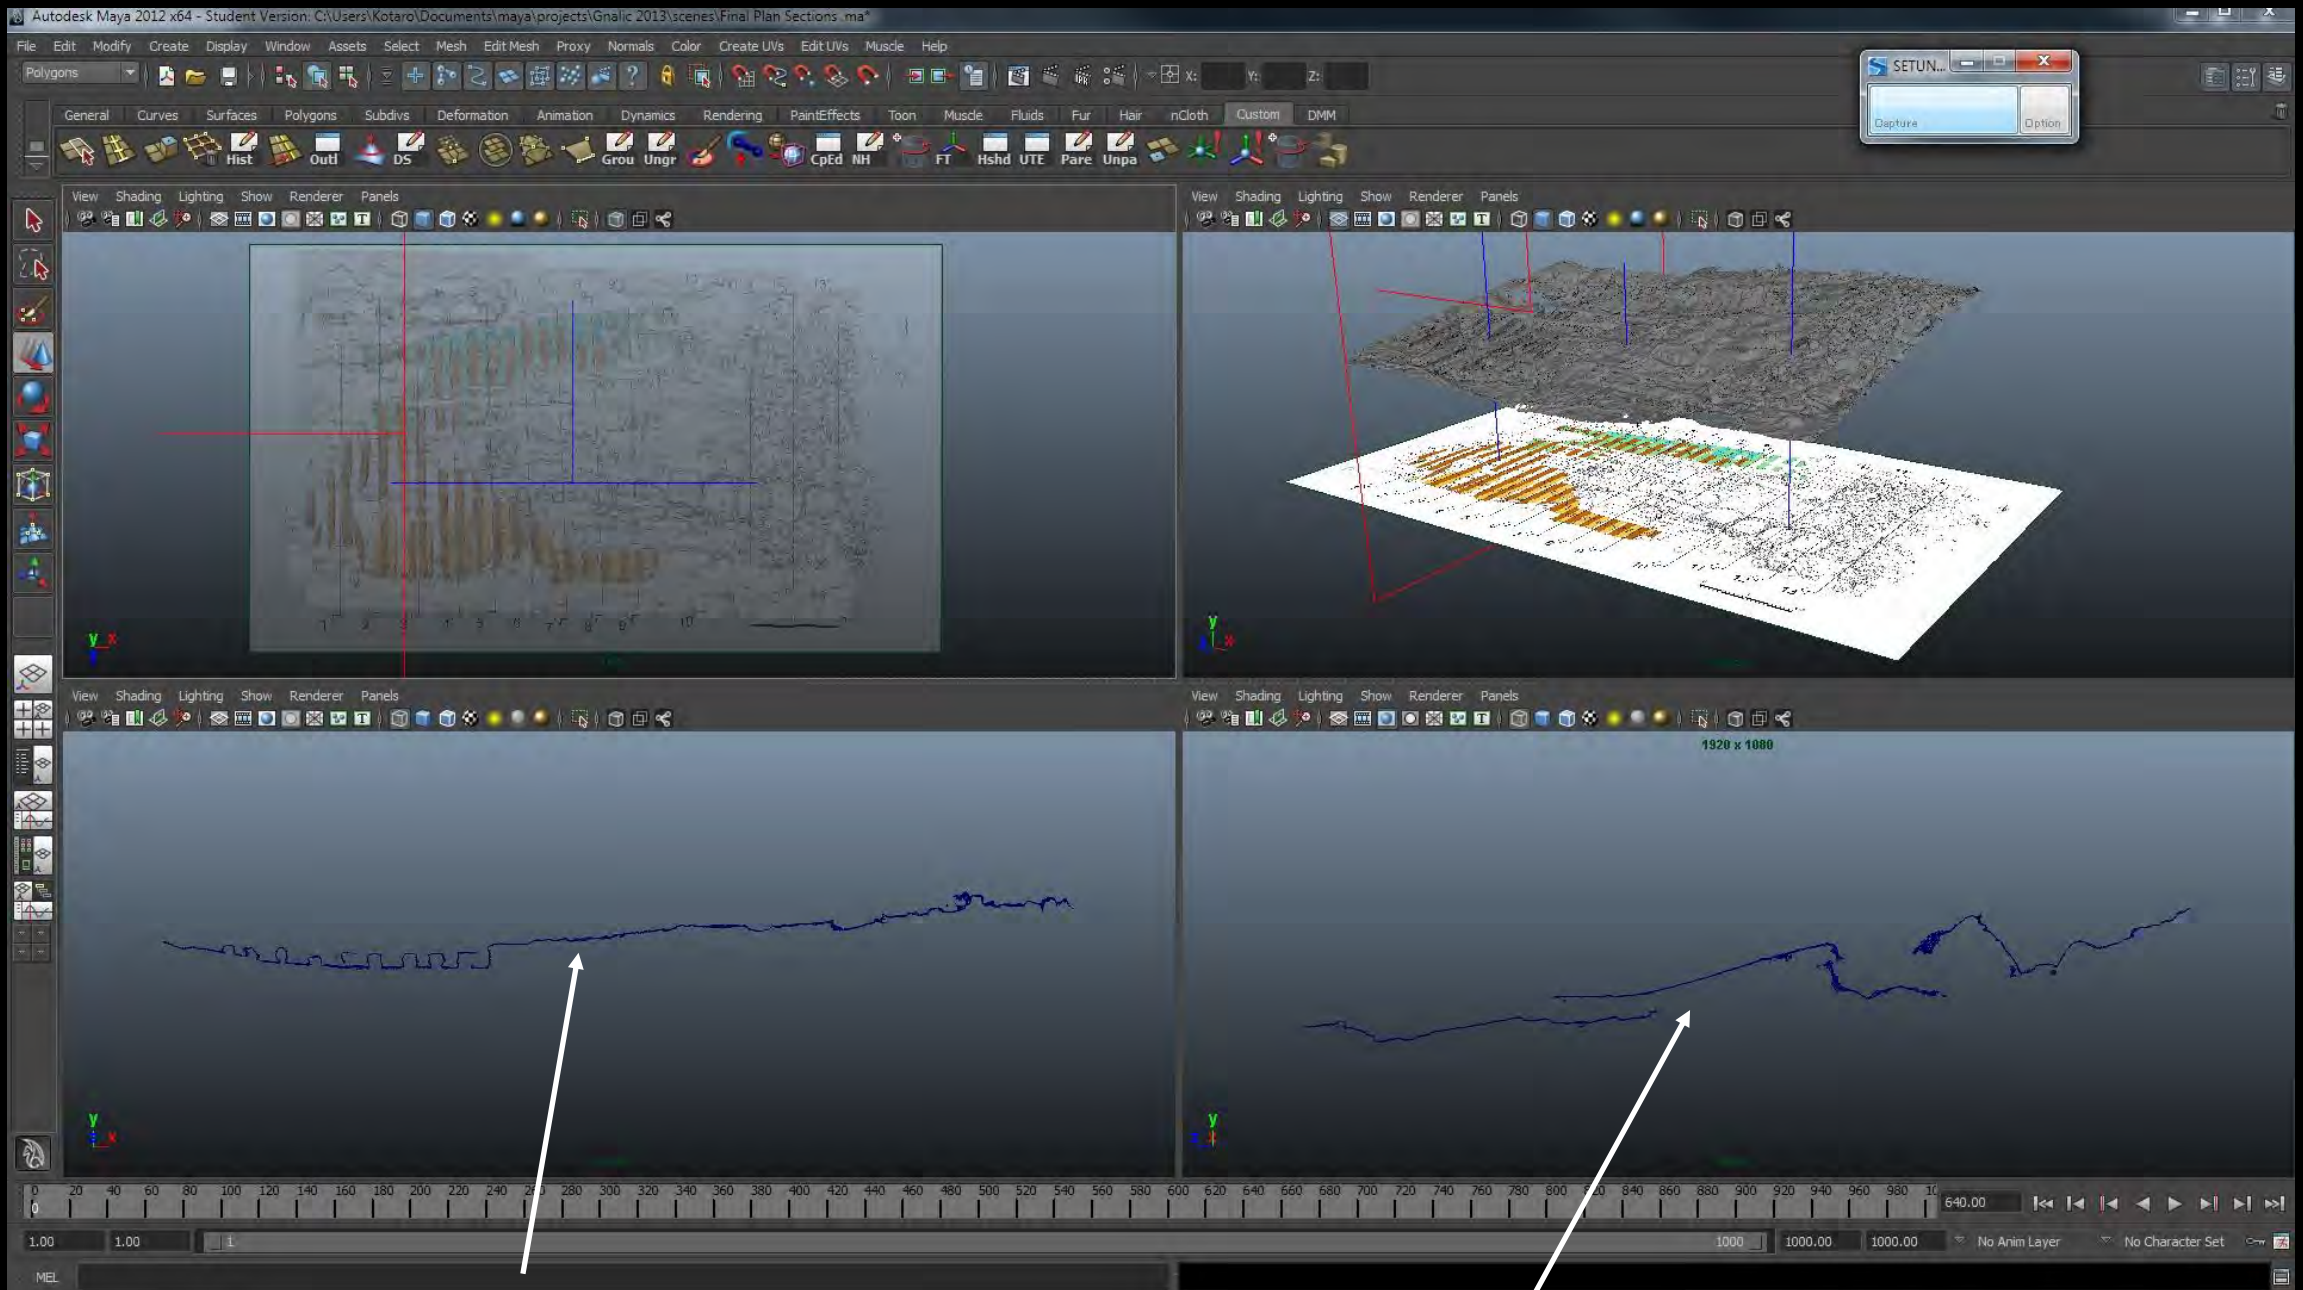 Autodesk Maya 2012 x64 - Student Version: C:\Users\Kotaro\Documents\maya\projects\Gnalic 2013\scenes\Final Plan Sections .ma*
File Edit Modify Create Display Window Assets Select Mesh Edit Mesh Proxy Normals Color Create UVs Edit UVs Muscle Help
Polygons X: Y: Z:
SETUN...
Capture Option
General Curves Surfaces Polygons Subdivs Deformation Animation Dynamics Rendering PaintEffects Toon Muscle Fluids Fur Hair nCloth Custom DMM
Hist Outl DS Grou Ungr CpEd NH FT Hshd UTE Pare Unpa
View Shading Lighting Show Renderer Panels
View Shading Lighting Show Renderer Panels
y x
y x
View Shading Lighting Show Renderer Panels
View Shading Lighting Show Renderer Panels
1920 x 1080
y x
y
0 20 40 60 80 100 120 140 160 180 200 220 240 260 280 300 320 340 360 380 400 420 440 460 480 500 520 540 560 580 600 620 640 660 680 700 720 740 760 780 800 820 840 860 880 900 920 940 960 980 10
0 640.00
1.00 1.00 1 1000 1000.00 1000.00 No Anim Layer No Character Set
MEL